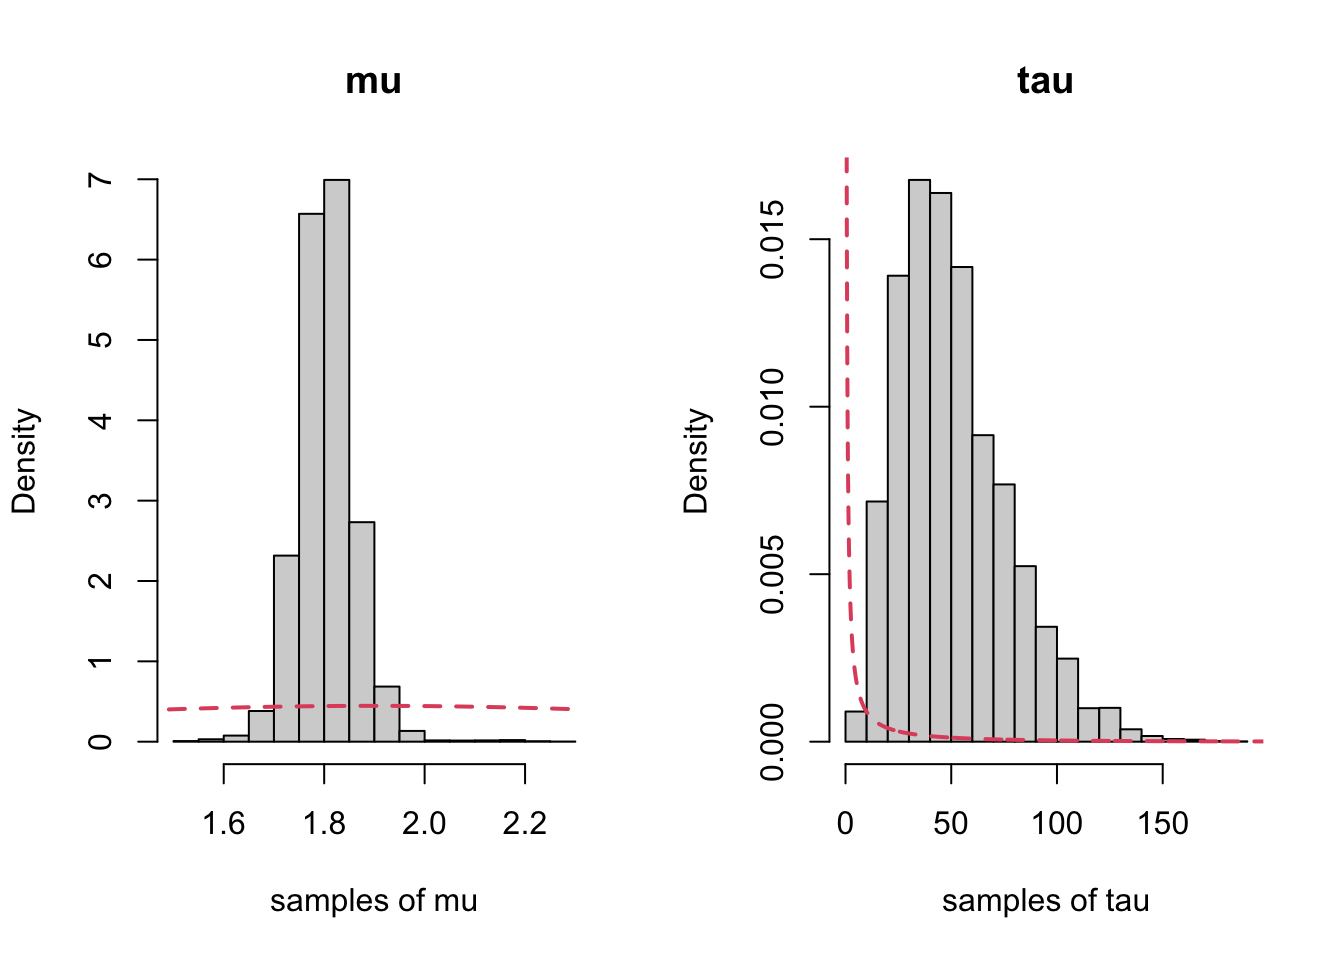 mu
Density
0 1 2 3 4 5 6 7
1.6 1.8 2.0 2.2
samples of mu
tau
Density
0.000 0.005 0.010 0.015
0 50 100 150
samples of tau